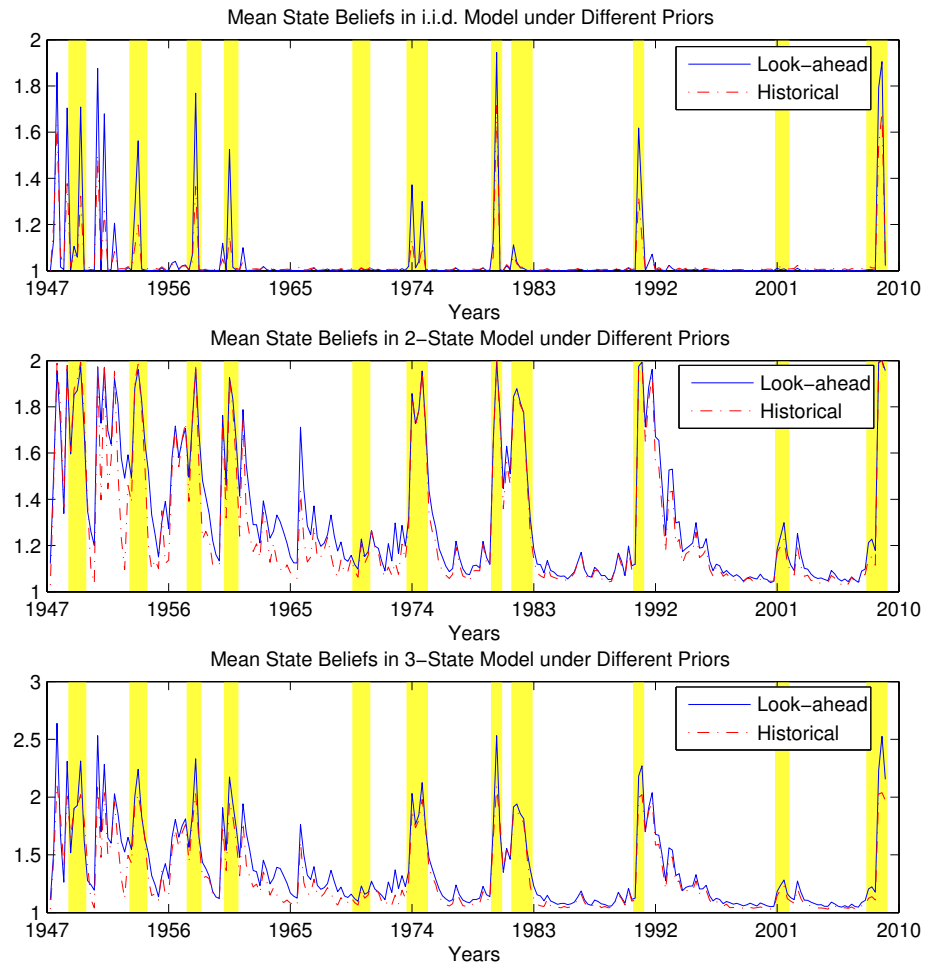 Mean State Beliefs in i.i.d. Model under Different Priors
2
1.8
1.6
1.4
1.2
1
Look−ahead
Historical
1947 1956 1965 1974 1983 1992 2001 2010
Years
Mean State Beliefs in 2−State Model under Different Priors
2
1.8
1.6
1.4
1.2
1
Look−ahead
Historical
1947 1956 1965 1974 1983 1992 2001 2010
Years
Mean State Beliefs in 3−State Model under Different Priors
3
2.5
2
1.5
1
Look−ahead
Historical
1947 1956 1965 1974 1983 1992 2001 2010
Years